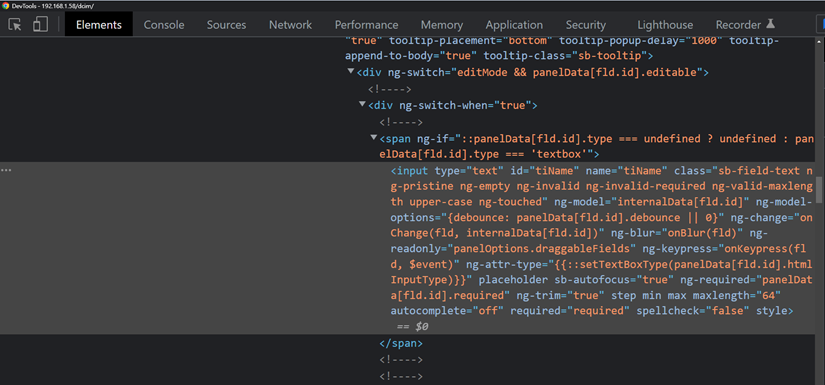 DevTools - 192.168.1.58/dcim/
Elements Console Sources Network Performance Memory Application Security Lighthouse Recorder
"true" tooltip-placement="bottom" tooltip-popup-delay="1000" tooltip-
append-to-body="true" tooltip-class="sb-tooltip">
<div ng-switch="editMode && panelData[fld.id].editable">
<!---->
<div ng-switch-when="true">
<!---->
<span ng-if="::panelData[fld.id].type === undefined ? undefined : pan
elData[fld.id].type === 'textbox'">
<input type="text" id="tiName" name="tiName" class="sb-field-text n
g-pristine ng-empty ng-invalid ng-invalid-required ng-valid-maxleng
th upper-case ng-touched" ng-model="internalData[fld.id]" ng-model-
options="{debounce: panelData[fld.id].debounce || 0}" ng-change="on
Change(fld, internalData[fld.id])" ng-blur="onBlur(fld)" ng-
readonly="panelOptions.draggableFields" ng-keypress="onKeypress(fl
d, $event)" ng-attr-type="{{::setTextBoxType(panelData[fld.id].html
InputType)}}" placeholder sb-autofocus="true" ng-required="panelDat
a[fld.id].required" ng-trim="true" step min max maxlength="64"
autocomplete="off" required="required" spellcheck="false" style>
== $0
</span>
<!---->
<!---->